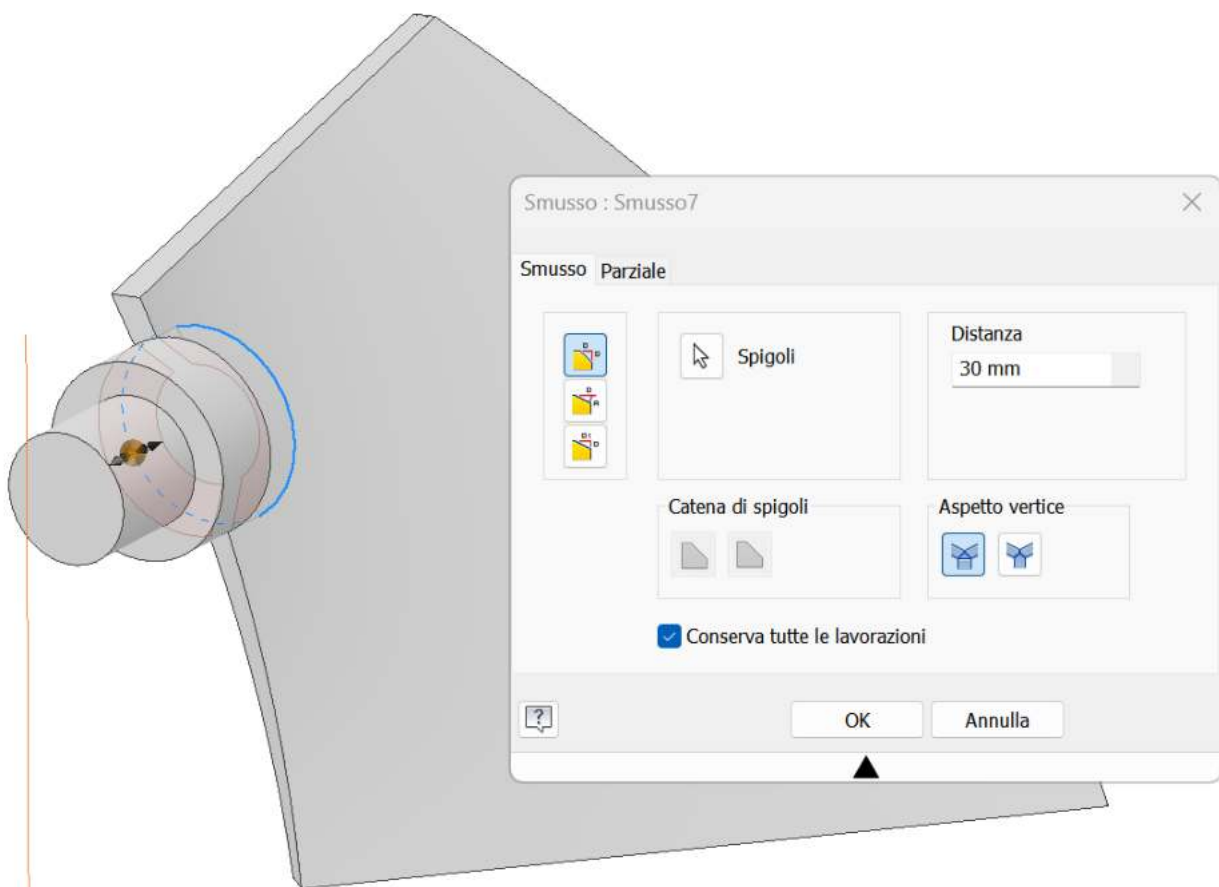 Smusso : Smusso7
Smusso Parziale
Spigoli
Distanza
30 mm
Catena di spigoli
Aspetto vertice
Conserva tutte le lavorazioni
?
OK
Annulla